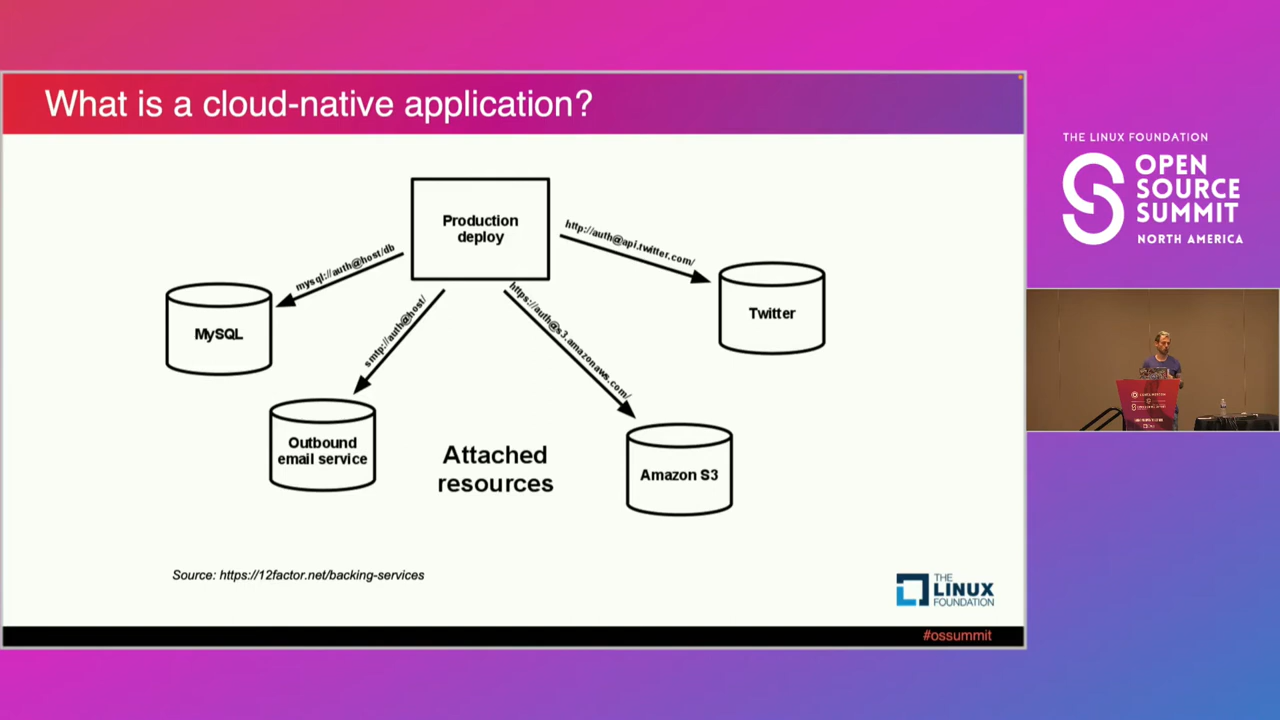 What is a cloud-native application?
Production
deploy
mysql://auth@host/db
http://auth@api.twitter.com/
smtp://auth@host/
https://auth@s3.amazonaws.com/
MySQL
Twitter
Outbound
email service
Attached
resources
Amazon S3
Source: https://12factor.net/backing-services
THE
LINUX
FOUNDATION
#ossummit
THE LINUX FOUNDATION
OPEN
SOURCE
SUMMIT
NORTH AMERICA